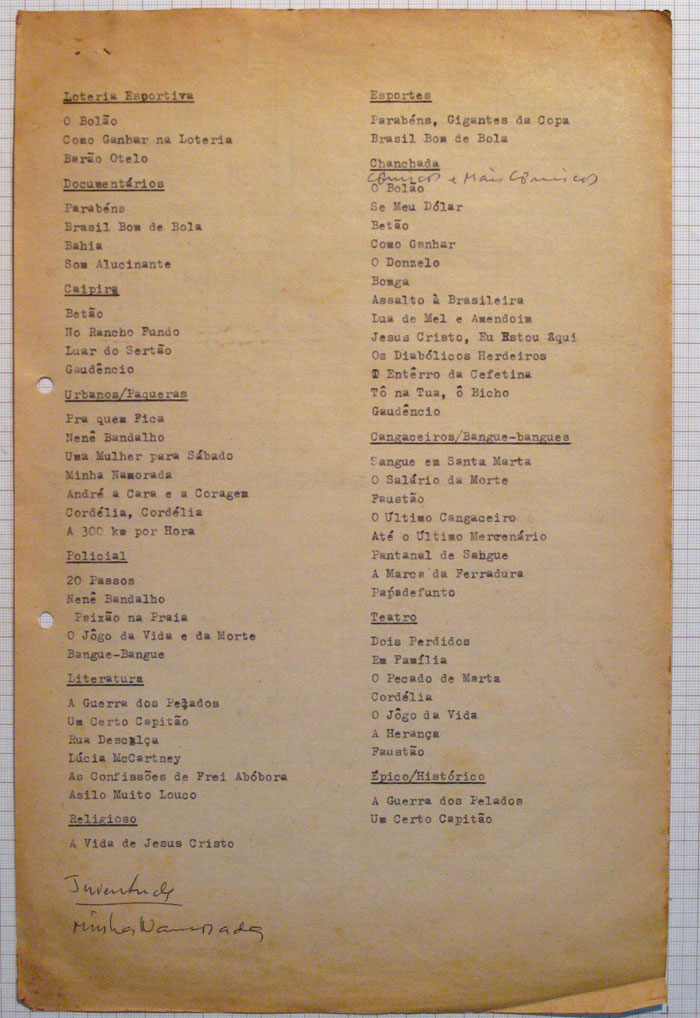 Loteria Esportiva
O Bolão
Como Ganhar na Loteria
Barão Otelo
Documentários
Parabéns
Brasil Bom de Bola
Bahia
Som Alucinante
Caipira
Betão
No Rancho Fundo
Luar do Sertão
Gaudêncio
Urbanos/Paqueras
Pra quem Fica
Nenê Bandalho
Uma Mulher para Sábado
Minha Namorada
André a Cara e a Coragem
Cordélia, Cordélia
A 300 km por Hora
Policial
20 Passos
Nenê Bandalho
Peixão na Praia
O Jôgo da Vida e da Morte
Bangue-Bangue
Literatura
A Guerra dos Pelados
Um Certo Capitão
Rua Descalça
Lúcia McCartney
As Confissões de Frei Abóbora
Asilo Muito Louco
Religioso
A Vida de Jesus Cristo
Juventude
Minha Namorada
Esportes
Parabéns, Gigantes da Copa
Brasil Bom de Bola
Chanchada
Cômicos e Mais Cômicos
O Bolão
Se Meu Dólar
Betão
Como Ganhar
O Donzelo
Bomga
Assalto à Brasileira
Lua de Mel e Amendoim
Jesus Cristo, Eu Estou Zqui
Os Diabólicos Herdeiros
O Entêrro da Cefetina
Tô na Tua, ô Bicho
Gaudêncio
Cangaceiros/Bangue-bangues
Sangue em Santa Marta
O Salário da Morte
Faustão
O Ultimo Cangaceiro
Até o Ultimo Mercenário
Pantanal de Sangue
A Marca da Ferradura
Papadefunto
Teatro
Dois Perdidos
Em Família
O Pecado de Marta
Cordélia
O Jôgo da Vida
A Herança
Faustão
Épico/Histórico
A Guerra dos Pelados
Um Certo Capitão